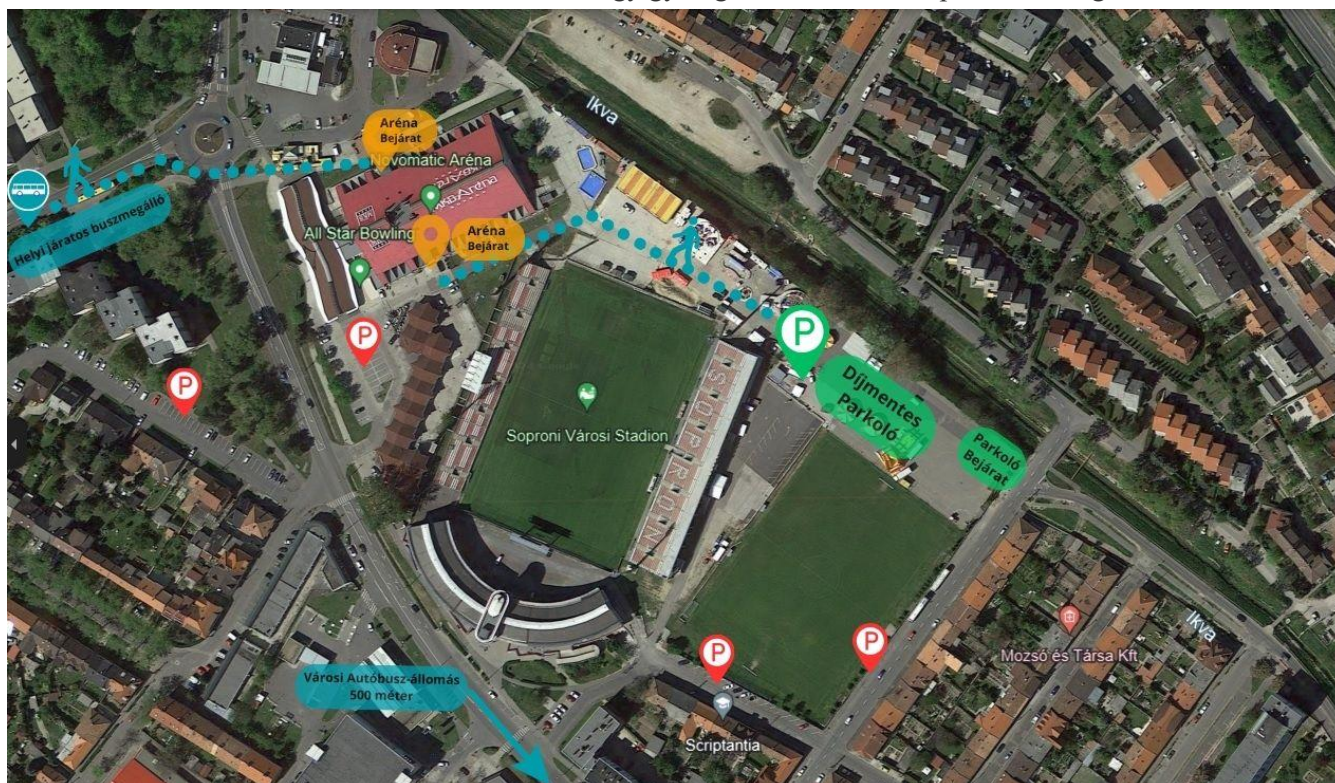 Ikva
Aréna
Bejárat
Novomatic Aréna
Aréna
Helyi járatos buszmegálló
All Star Bowling
Aréna
Bejárat
P
P
P
Díjmentes
Parkoló
Parkoló
Bejárat
Soproni Városi Stadion
SOPRON
P
P
Mozsó és Társa Kft
Ikva
Városi Autóbusz-állomás
500 méter
Scriptantia